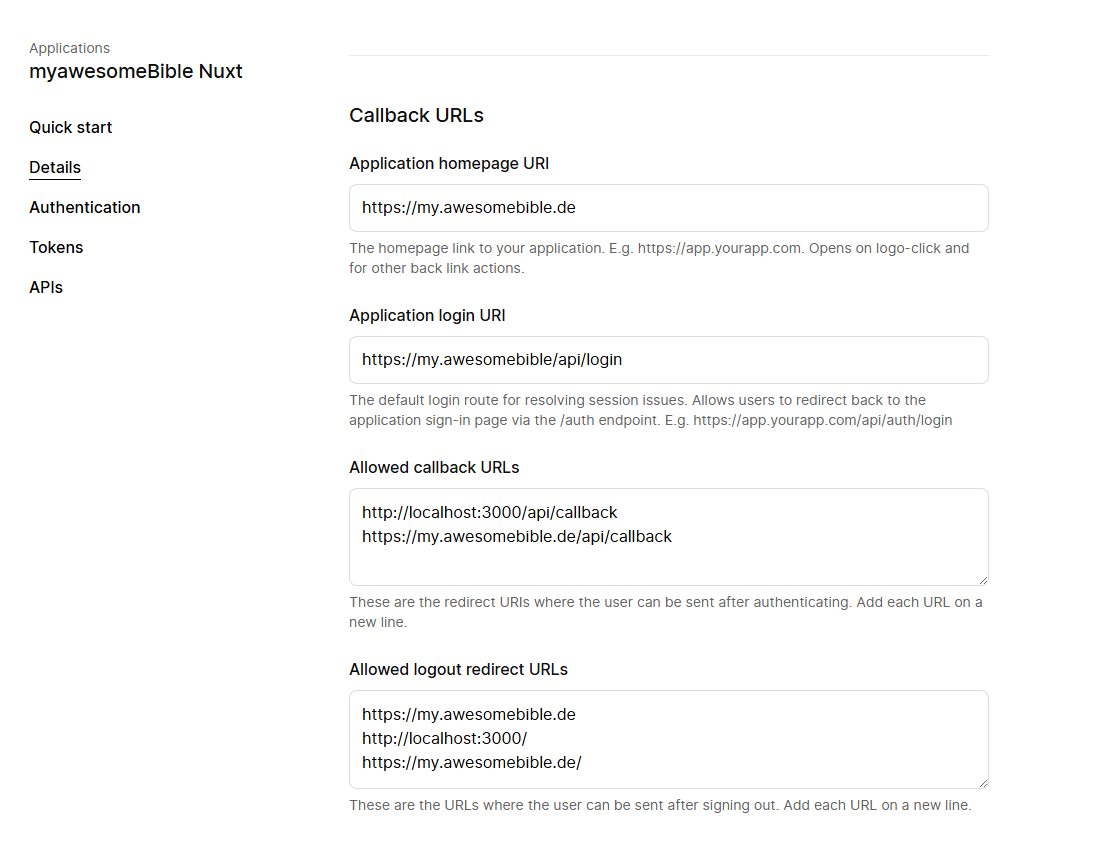 Applications
myawesomeBible Nuxt
Quick start
Details
Authentication
Tokens
APIs
Callback URLs
Application homepage URI
https://my.awesomebible.de
The homepage link to your application. E.g. https://app.yourapp.com. Opens on logo-click and
for other back link actions.
Application login URI
https://my.awesomebible/api/login
The default login route for resolving session issues. Allows users to redirect back to the
application sign-in page via the /auth endpoint. E.g. https://app.yourapp.com/api/auth/login
Allowed callback URLs
http://localhost:3000/api/callback
https://my.awesomebible.de/api/callback
These are the redirect URIs where the user can be sent after authenticating. Add each URL on a
new line.
Allowed logout redirect URLs
https://my.awesomebible.de
http://localhost:3000/
https://my.awesomebible.de/
These are the URLs where the user can be sent after signing out. Add each URL on a new line.